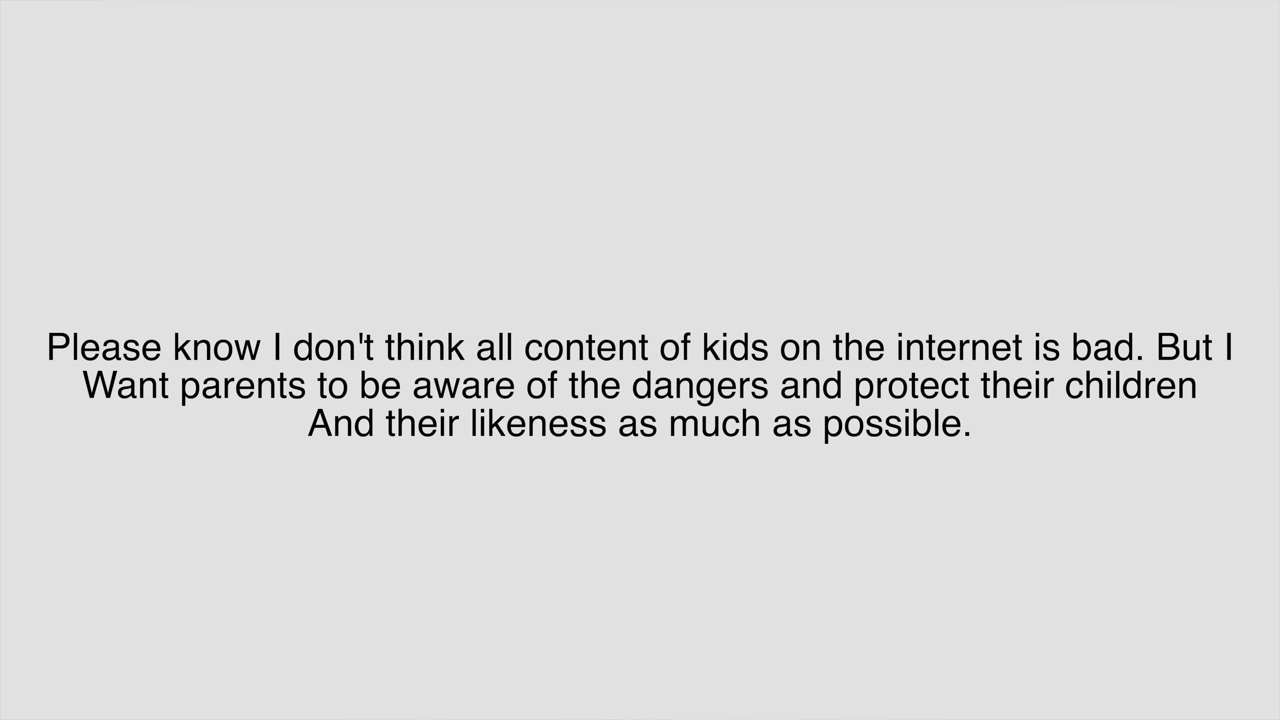 Please know I don't think all content of kids on the internet is bad. But I
Want parents to be aware of the dangers and protect their children
And their likeness as much as possible.